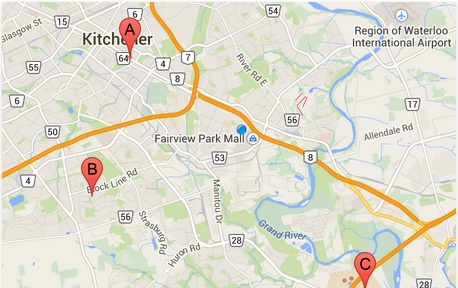 15
6
Glasgow St
A
Kitchener
64
4
8
7
55
6
River Rd E
Region of Waterloo
International Airport
17
56
50
Fairview Park Mall
Allendale Rd
7
53
8
B
4
Block Line Rd
56
Strasburg Rd
Manitou Dr
Huron Rd
28
Grand River
28
C